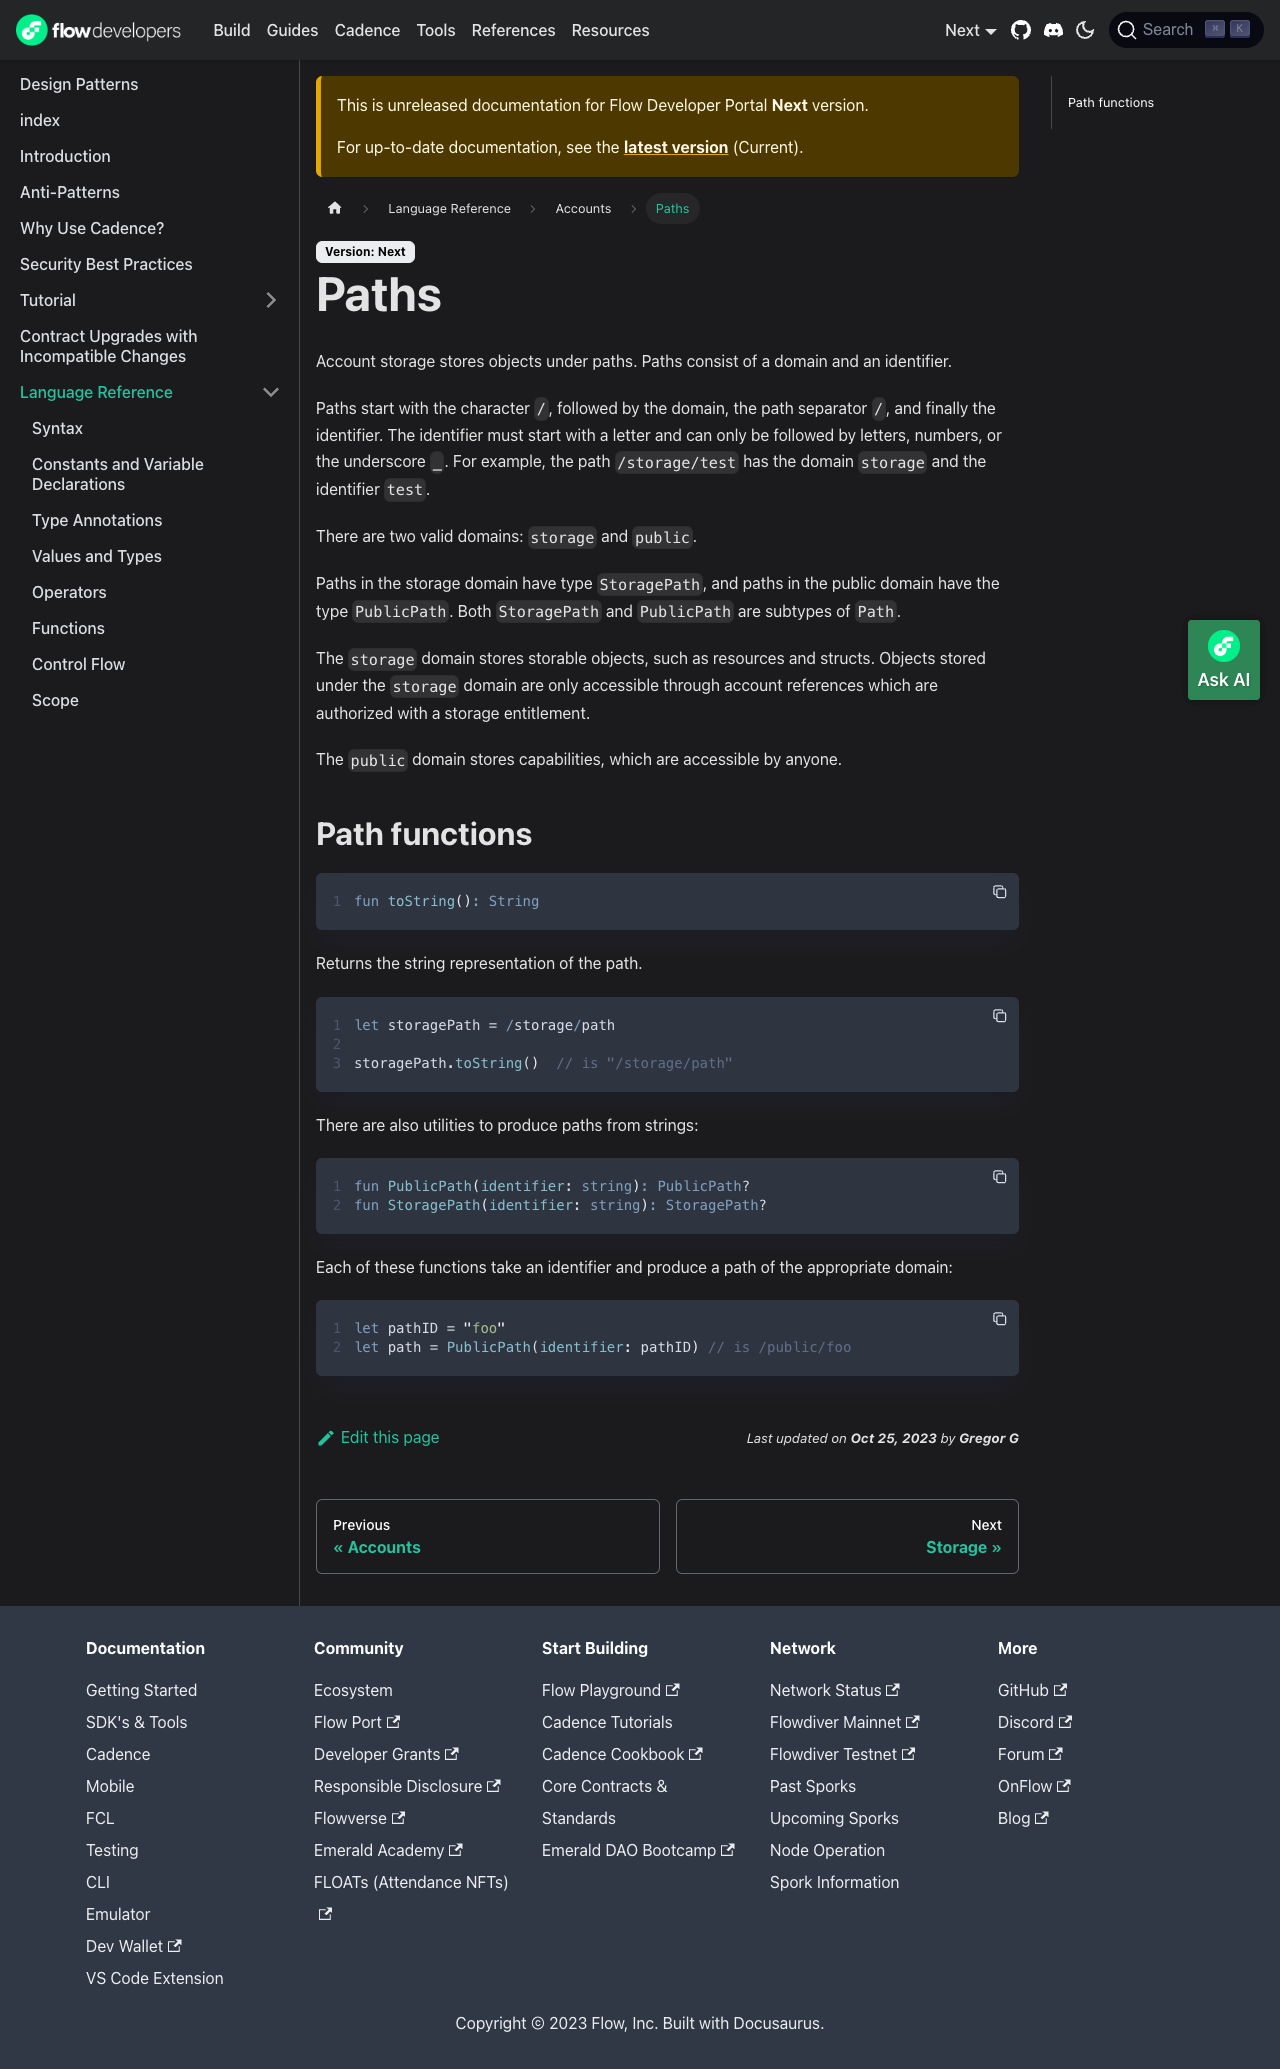 flowdevelopers Build Guides Cadence Tools References Resources Next Search ⌘ K
Design Patterns
index
Introduction
Anti-Patterns
Why Use Cadence?
Security Best Practices
Tutorial
Contract Upgrades with
Incompatible Changes
Language Reference
Syntax
Constants and Variable
Declarations
Type Annotations
Values and Types
Operators
Functions
Control Flow
Scope
This is unreleased documentation for Flow Developer Portal Next version.
For up-to-date documentation, see the latest version (Current).
Language Reference Accounts Paths
Version: Next
Paths
Account storage stores objects under paths. Paths consist of a domain and an identifier.
Paths start with the character /, followed by the domain, the path separator /, and finally the
identifier. The identifier must start with a letter and can only be followed by letters, numbers, or
the underscore _. For example, the path /storage/test has the domain storage and the
identifier test.
There are two valid domains: storage and public.
Paths in the storage domain have type StoragePath, and paths in the public domain have the
type PublicPath. Both StoragePath and PublicPath are subtypes of Path.
The storage domain stores storable objects, such as resources and structs. Objects stored
under the storage domain are only accessible through account references which are
authorized with a storage entitlement.
The public domain stores capabilities, which are accessible by anyone.
Path functions
1 fun toString(): String
Returns the string representation of the path.
1 let storagePath = /storage/path
2
3 storagePath.toString()  // is "/storage/path"
There are also utilities to produce paths from strings:
1 fun PublicPath(identifier: string): PublicPath?
2 fun StoragePath(identifier: string): StoragePath?
Each of these functions take an identifier and produce a path of the appropriate domain:
1 let pathID = "foo"
2 let path = PublicPath(identifier: pathID) // is /public/foo
Edit this page
Last updated on Oct 25, 2023 by Gregor G
Previous
« Accounts
Next
Storage »
Path functions
Ask AI
Documentation
Getting Started
SDK's & Tools
Cadence
Mobile
FCL
Testing
CLI
Emulator
Dev Wallet
VS Code Extension
Community
Ecosystem
Flow Port
Developer Grants
Responsible Disclosure
Flowverse
Emerald Academy
FLOATs (Attendance NFTs)
Start Building
Flow Playground
Cadence Tutorials
Cadence Cookbook
Core Contracts &
Standards
Emerald DAO Bootcamp
Network
Network Status
Flowdiver Mainnet
Flowdiver Testnet
Past Sporks
Upcoming Sporks
Node Operation
Spork Information
More
GitHub
Discord
Forum
OnFlow
Blog
Copyright © 2023 Flow, Inc. Built with Docusaurus.